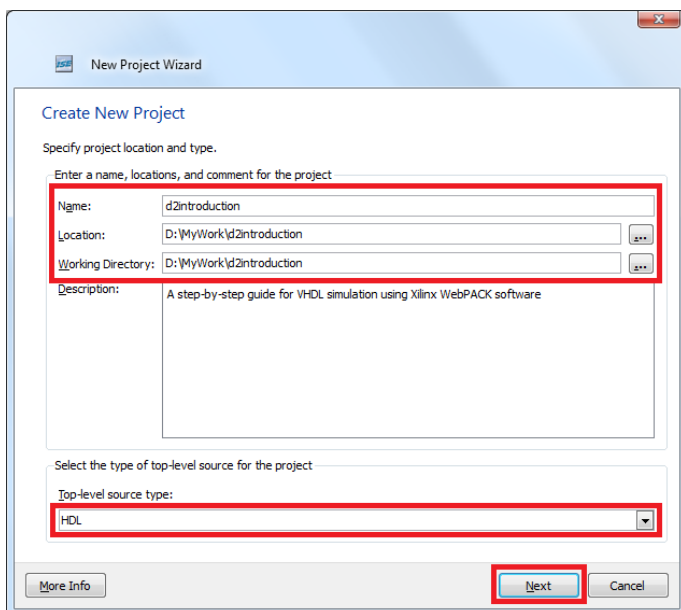 ISE
New Project Wizard
Create New Project
Specify project location and type.
Enter a name, locations, and comment for the project
Name: d2introduction
Location: D:\MyWork\d2introduction ...
Working Directory: D:\MyWork\d2introduction ...
Description: A step-by-step guide for VHDL simulation using Xilinx WebPACK software
Select the type of top-level source for the project
Top-level source type:
HDL
More Info Next Cancel